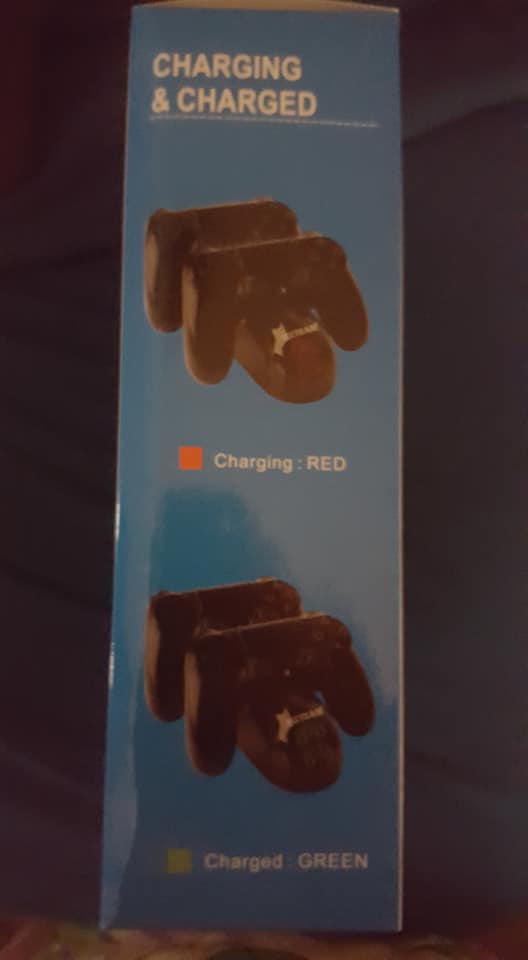 CHARGING
& CHARGED
Charging : RED
Charged : GREEN